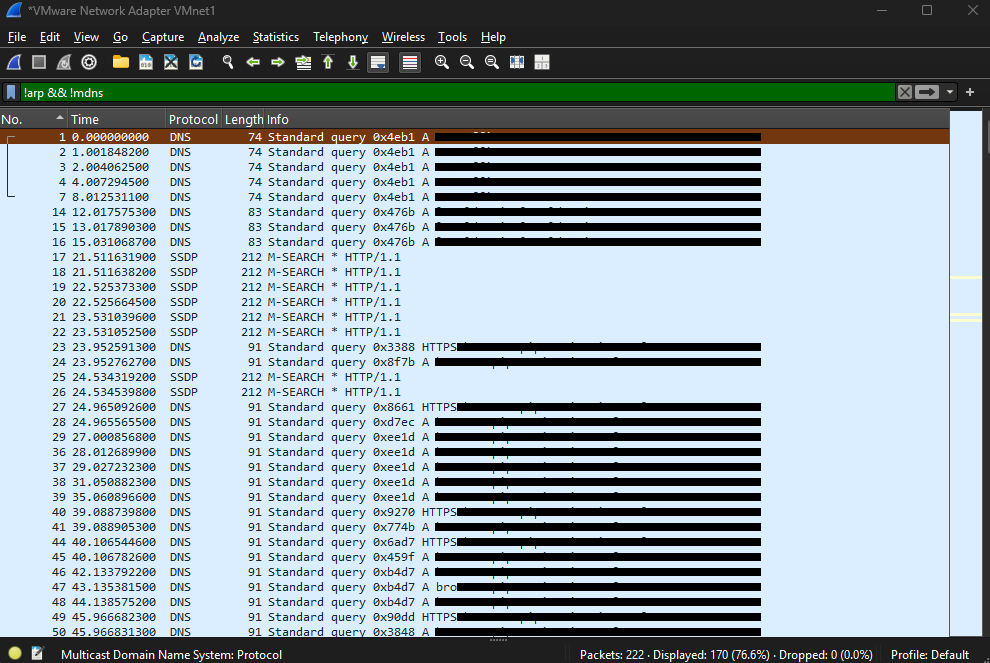 *VMware Network Adapter VMnet1
File Edit View Go Capture Analyze Statistics Telephony Wireless Tools Help
!arp && !mdns
No. Time Protocol Length Info
1 0.000000000 DNS 74 Standard query 0x4eb1 A
2 1.001848200 DNS 74 Standard query 0x4eb1 A
3 2.004062500 DNS 74 Standard query 0x4eb1 A
4 4.007294500 DNS 74 Standard query 0x4eb1 A
7 8.012531100 DNS 74 Standard query 0x4eb1 A
14 12.017575300 DNS 83 Standard query 0x476b A
15 13.017890300 DNS 83 Standard query 0x476b A
16 15.031068700 DNS 83 Standard query 0x476b A
17 21.511631900 SSDP 212 M-SEARCH * HTTP/1.1
18 21.511638200 SSDP 212 M-SEARCH * HTTP/1.1
19 22.525373300 SSDP 212 M-SEARCH * HTTP/1.1
20 22.525664500 SSDP 212 M-SEARCH * HTTP/1.1
21 23.531039600 SSDP 212 M-SEARCH * HTTP/1.1
22 23.531052500 SSDP 212 M-SEARCH * HTTP/1.1
23 23.952591300 DNS 91 Standard query 0x3388 HTTPS
24 23.952762700 DNS 91 Standard query 0x8f7b A
25 24.534319200 SSDP 212 M-SEARCH * HTTP/1.1
26 24.534539800 SSDP 212 M-SEARCH * HTTP/1.1
27 24.965092600 DNS 91 Standard query 0x8661 HTTPS
28 24.965565500 DNS 91 Standard query 0xd7ec A
29 27.000856800 DNS 91 Standard query 0xee1d A
36 28.012689900 DNS 91 Standard query 0xee1d A
37 29.027232300 DNS 91 Standard query 0xee1d A
38 31.050882300 DNS 91 Standard query 0xee1d A
39 35.060896600 DNS 91 Standard query 0xee1d A
40 39.088739800 DNS 91 Standard query 0x9270 HTTPS
41 39.088905300 DNS 91 Standard query 0x774b A
44 40.106544600 DNS 91 Standard query 0x6ad7 HTTPS
45 40.106782600 DNS 91 Standard query 0x459f A
46 42.133792200 DNS 91 Standard query 0xb4d7 A
47 43.135381500 DNS 91 Standard query 0xb4d7 A bro
48 44.138575200 DNS 91 Standard query 0xb4d7 A
49 45.966682300 DNS 91 Standard query 0x90dd HTTPS
50 45.966831300 DNS 91 Standard query 0x3848 A
Multicast Domain Name System: Protocol Packets: 222 · Displayed: 170 (76.6%) · Dropped: 0 (0.0%) Profile: Default